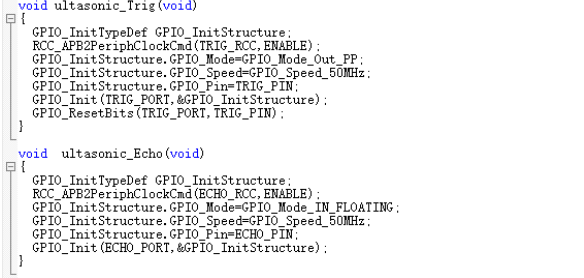 void ultrasonic_Trig(void)
{
GPIO_InitTypeDef GPIO_InitStructure;
RCC_APB2PeriphClockCmd(TRIG_RCC,ENABLE);
GPIO_InitStructure.GPIO_Mode=GPIO_Mode_Out_PP;
GPIO_InitStructure.GPIO_Speed=GPIO_Speed_50MHz;
GPIO_InitStructure.GPIO_Pin=TRIG_PIN;
GPIO_Init(TRIG_PORT,&GPIO_InitStructure);
GPIO_ResetBits(TRIG_PORT,TRIG_PIN);
}
void  ultasonic_Echo(void)
{
GPIO_InitTypeDef GPIO_InitStructure;
RCC_APB2PeriphClockCmd(ECHO_RCC,ENABLE);
GPIO_InitStructure.GPIO_Mode=GPIO_Mode_IN_FLOATING;
GPIO_InitStructure.GPIO_Speed=GPIO_Speed_50MHz;
GPIO_InitStructure.GPIO_Pin=ECHO_PIN;
GPIO_Init(ECHO_PORT,&GPIO_InitStructure);
}